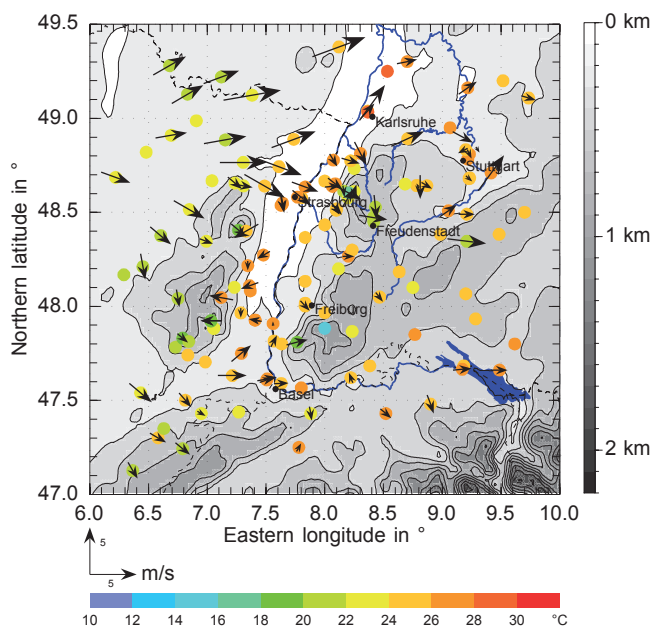 49.5
49.0
48.5
48.0
47.5
47.0
Northern latitude in °
6.0 6.5 7.0 7.5 8.0 8.5 9.0 9.5 10.0
Eastern longitude in °
Karlsruhe
Stuttgart
Strasbourg
Freudenstadt
Freiburg
Basel
0 km
1 km
2 km
5
5
m/s
10 12 14 16 18 20 22 24 26 28 30 °C